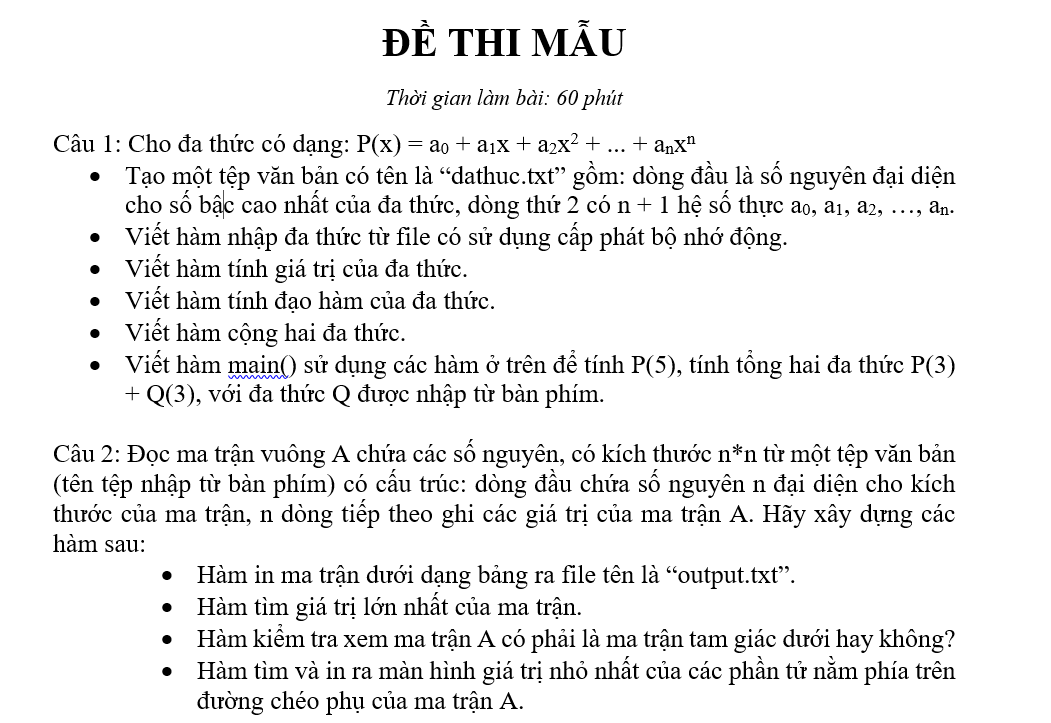 ĐỀ THI MẪU
Thời gian làm bài: 60 phút
Câu 1: Cho đa thức có dạng: P(x) = a₀ + a₁x + a₂x² + ... + aₙxⁿ
• Tạo một tệp văn bản có tên là “dathuc.txt” gồm: dòng đầu là số nguyên đại diện
cho số bậc cao nhất của đa thức, dòng thứ 2 có n + 1 hệ số thực a₀, a₁, a₂, …, aₙ.
• Viết hàm nhập đa thức từ file có sử dụng cấp phát bộ nhớ động.
• Viết hàm tính giá trị của đa thức.
• Viết hàm tính đạo hàm của đa thức.
• Viết hàm cộng hai đa thức.
• Viết hàm main() sử dụng các hàm ở trên để tính P(5), tính tổng hai đa thức P(3)
+ Q(3), với đa thức Q được nhập từ bàn phím.
Câu 2: Đọc ma trận vuông A chứa các số nguyên, có kích thước n*n từ một tệp văn bản
(tên tệp nhập từ bàn phím) có cấu trúc: dòng đầu chứa số nguyên n đại diện cho kích
thước của ma trận, n dòng tiếp theo ghi các giá trị của ma trận A. Hãy xây dựng các
hàm sau:
• Hàm in ma trận dưới dạng bảng ra file tên là “output.txt”.
• Hàm tìm giá trị lớn nhất của ma trận.
• Hàm kiểm tra xem ma trận A có phải là ma trận tam giác dưới hay không?
• Hàm tìm và in ra màn hình giá trị nhỏ nhất của các phần tử nằm phía trên
đường chéo phụ của ma trận A.